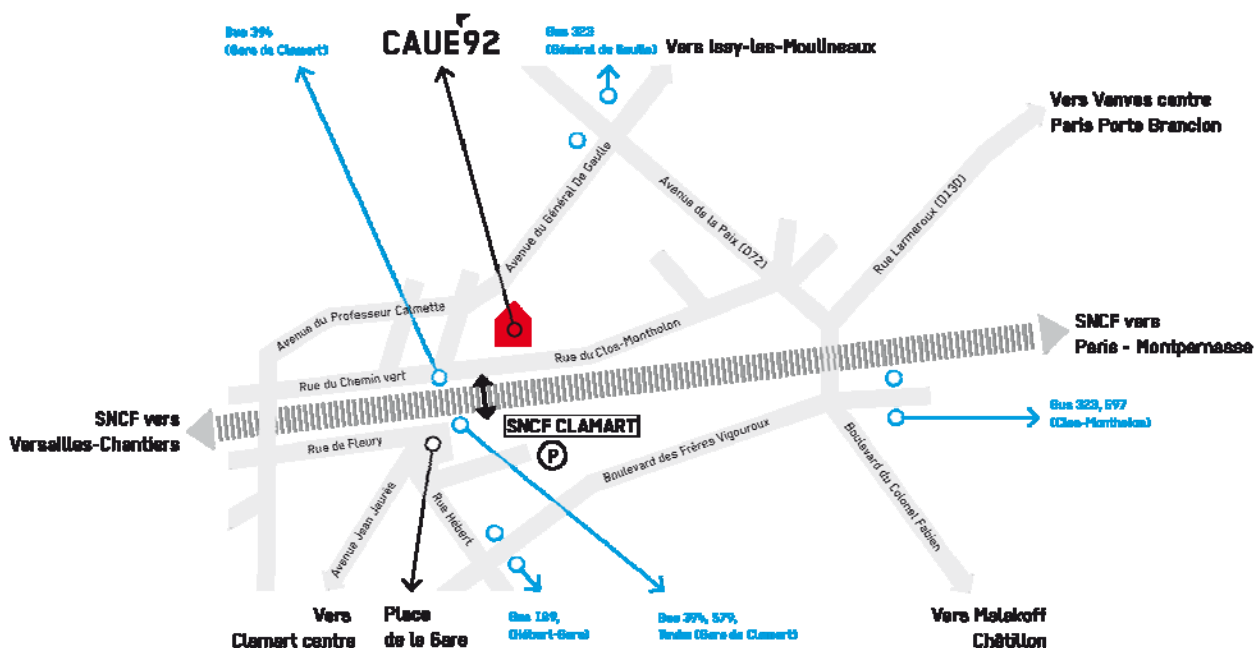 Bus 394
(Gare de Clamart)
CAUE92
Bus 323
(Général de Gaulle)
Vers Issy-les-Moulineaux
Vers Vanves centre
Paris Porte Brancion
Avenue du Général De Gaulle
Avenue de la Paix (D72)
Rue Larmeroux (D130)
Avenue du Professeur Calmette
Rue du Clos-Montholon
Rue du Chemin vert
SNCF vers
Paris - Montparnasse
SNCF vers
Versailles-Chantiers
SNCF CLAMART
P
Rue de Fleury
Boulevard des Frères Vigouroux
Bus 323, 597
(Clos-Montholon)
Boulevard du Colonel Fabien
Avenue Jean Jaurès
Rue Hébert
Vers
Clamart centre
Place
de la Gare
Bus 189,
(Hébert-Gare)
Bus 394, 579,
(Gare de Clamart)
Vers Malakoff
Châtillon